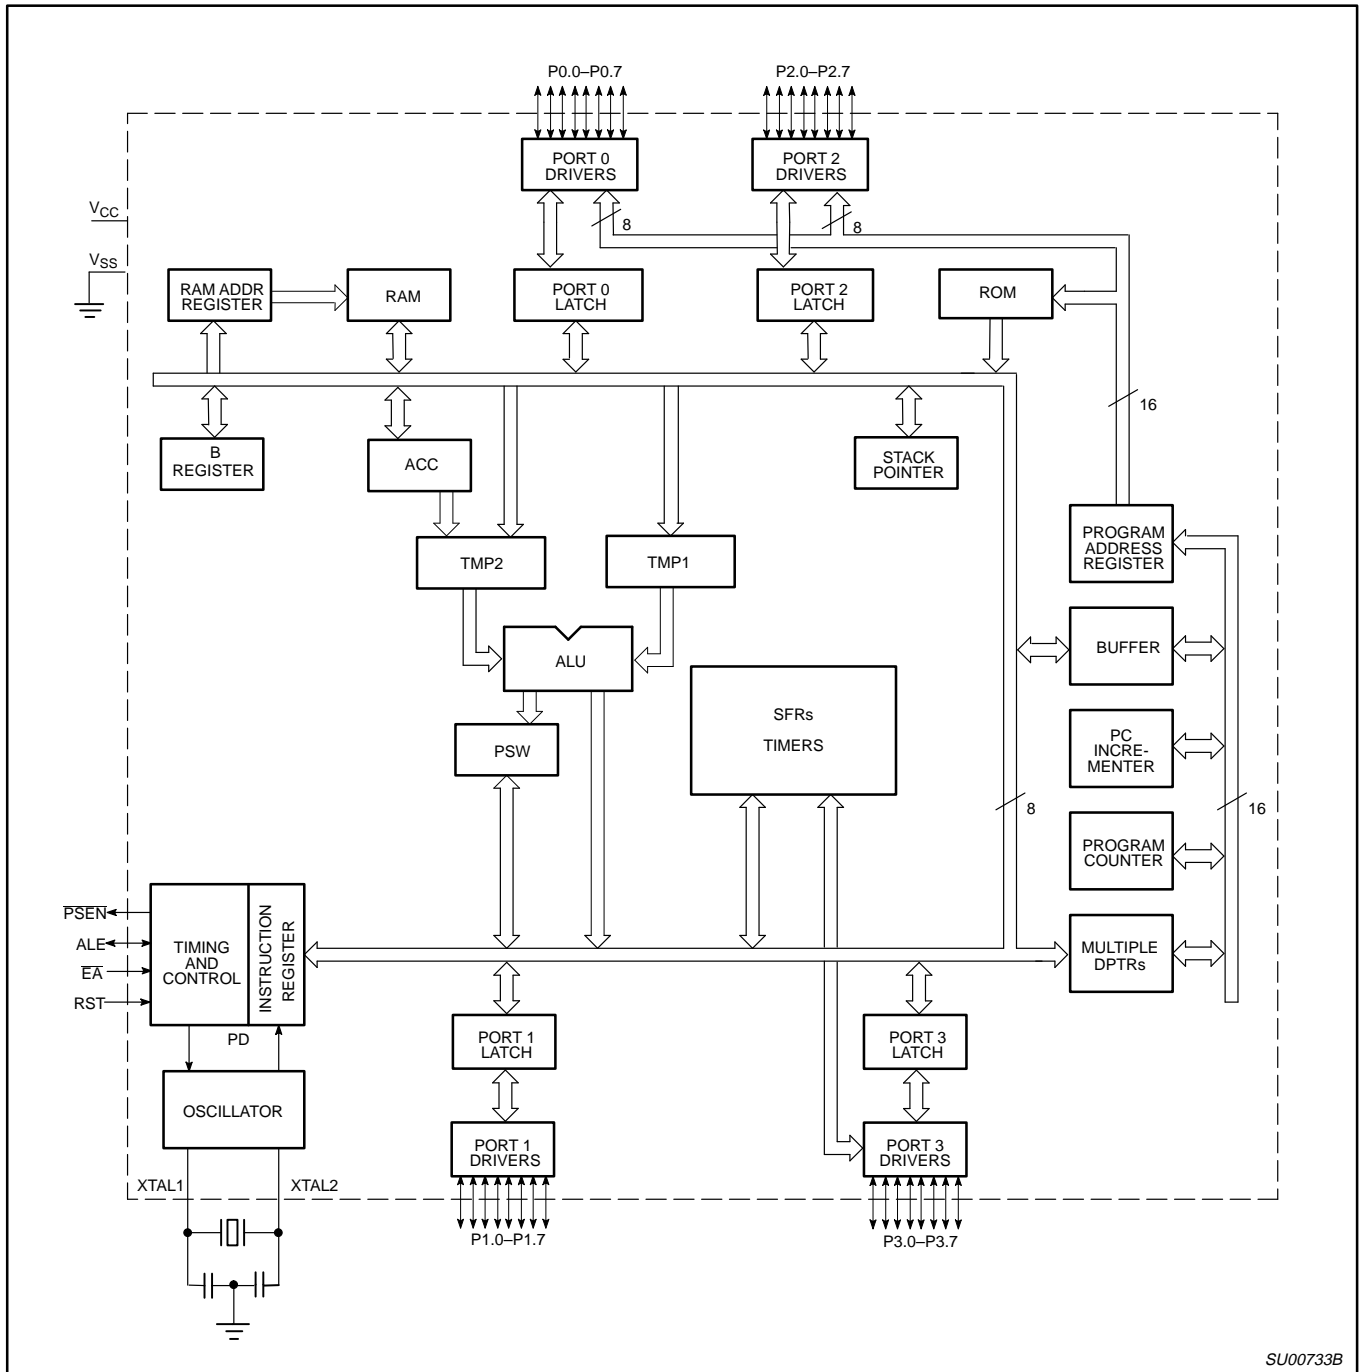 P0.0–P0.7
P2.0–P2.7
PORT 0
DRIVERS
PORT 2
DRIVERS
VCC
8
8
VSS
RAM ADDR
REGISTER
RAM
PORT 0
LATCH
PORT 2
LATCH
ROM
16
B
REGISTER
ACC
STACK
POINTER
PROGRAM
ADDRESS
REGISTER
TMP2
TMP1
ALU
BUFFER
SFRs
TIMERS
PSW
PC
INCRE-
MENTER
8
16
PROGRAM
COUNTER
PSEN
ALE
EA
RST
TIMING
AND
CONTROL
INSTRUCTION
REGISTER
MULTIPLE
DPTRs
PD
PORT 1
LATCH
PORT 3
LATCH
OSCILLATOR
PORT 1
DRIVERS
PORT 3
DRIVERS
XTAL1
XTAL2
P1.0–P1.7
P3.0–P3.7
SU00733B